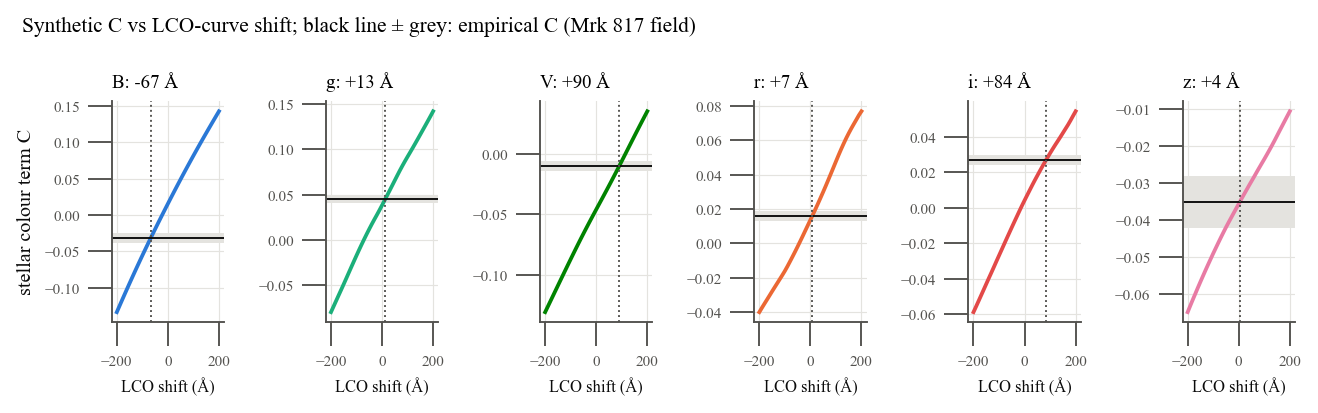 Synthetic C vs LCO-curve shift; black line ± grey: empirical C (Mrk 817 field)
B: -67 Å
g: +13 Å
V: +90 Å
r: +7 Å
i: +84 Å
z: +4 Å
stellar colour term C
0.15
0.10
0.05
0.00
−0.05
−0.10
−200 0 200
LCO shift (Å)
0.15
0.10
0.05
0.00
−0.05
−200 0 200
LCO shift (Å)
0.00
−0.05
−0.10
−200 0 200
LCO shift (Å)
0.08
0.06
0.04
0.02
0.00
−0.02
−0.04
−200 0 200
LCO shift (Å)
0.04
0.02
0.00
−0.02
−0.04
−0.06
−200 0 200
LCO shift (Å)
−0.01
−0.02
−0.03
−0.04
−0.05
−0.06
−200 0 200
LCO shift (Å)